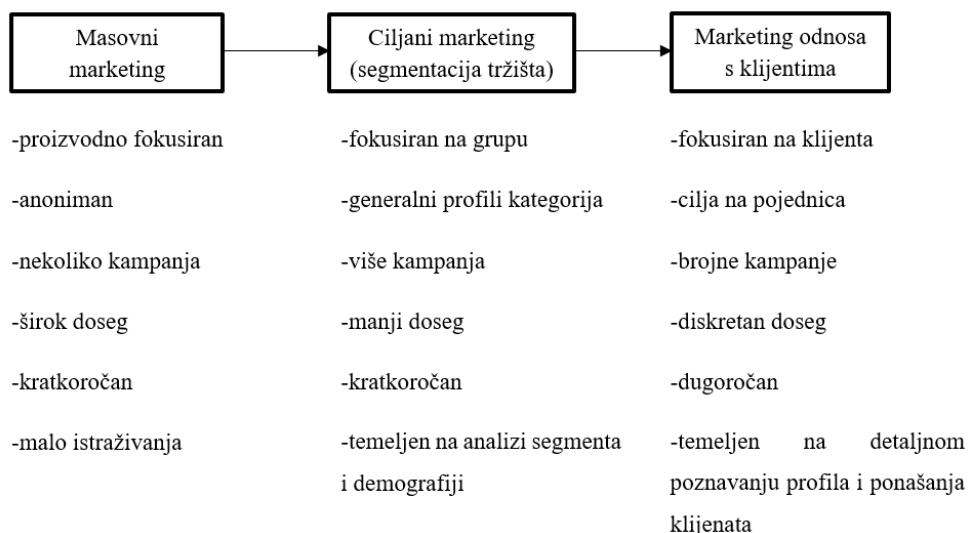 Masovni
marketing
Ciljani marketing
(segmentacija tržišta)
Marketing odnosa
s klijentima
-proizvodno fokusiran
-anoniman
-nekoliko kampanja
-širok doseg
-kratkoročan
-malo istraživanja
-fokusiran na grupu
-generalni profili kategorija
-više kampanja
-manji doseg
-kratkoročan
-temeljen na analizi segmenta
i demografiji
-fokusiran na klijenta
-cilja na pojednica
-brojne kampanje
-diskretan doseg
-dugoročan
-temeljen na detaljnom
poznavanju profila i ponašanja
klijenata